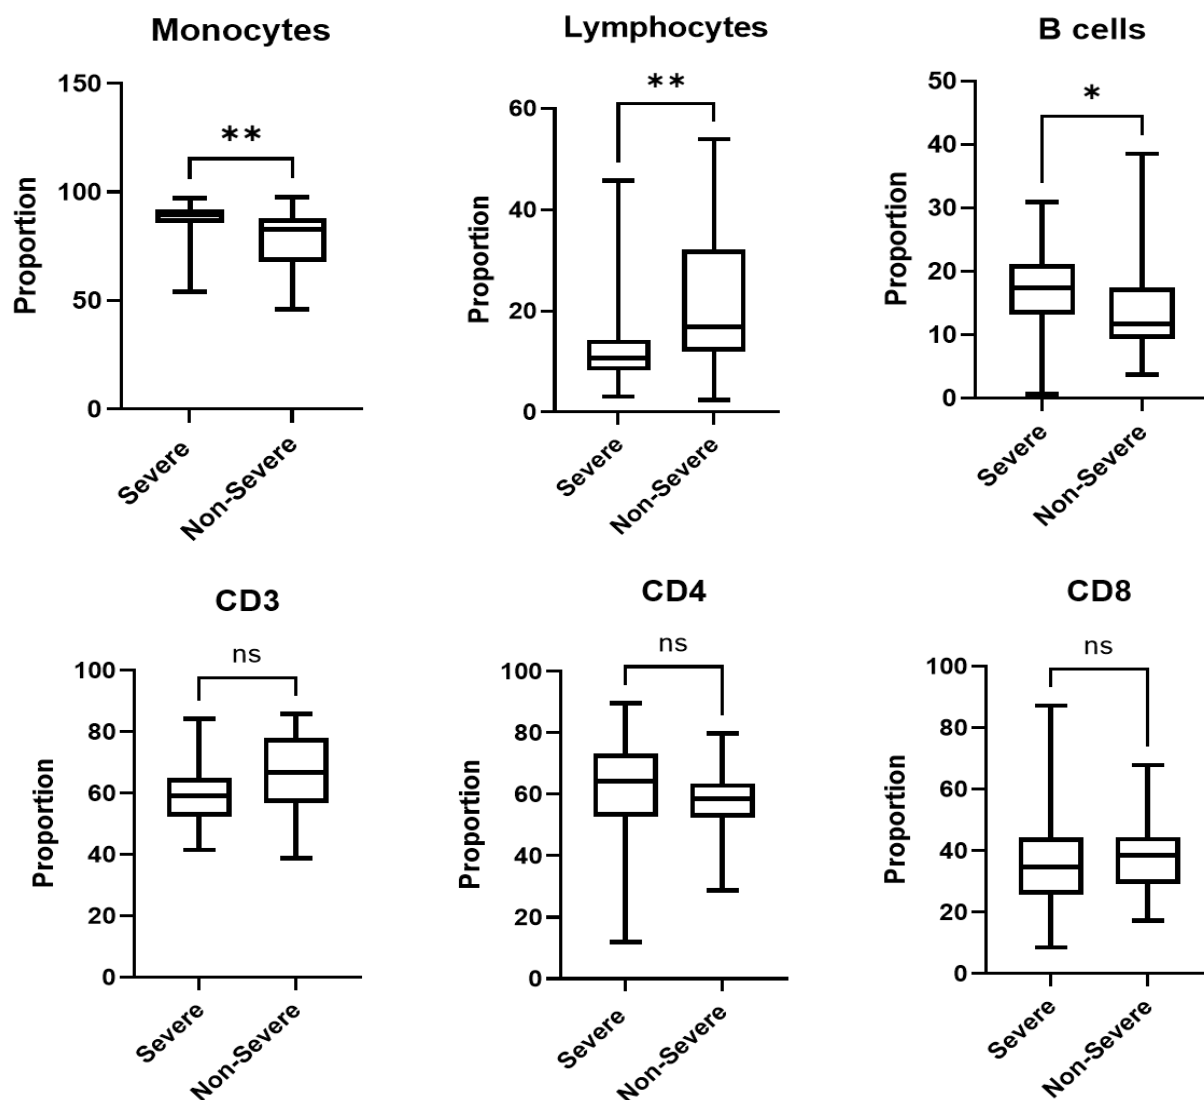 Monocytes
Proportion
150
100
50
0
**
Severe
Non-Severe
Lymphocytes
Proportion
60
40
20
0
**
Severe
Non-Severe
B cells
Proportion
50
40
30
20
10
0
*
Severe
Non-Severe
CD3
Proportion
100
80
60
40
20
0
ns
Severe
Non-Severe
CD4
Proportion
100
80
60
40
20
0
ns
Severe
Non-Severe
CD8
Proportion
100
80
60
40
20
0
ns
Severe
Non-Severe